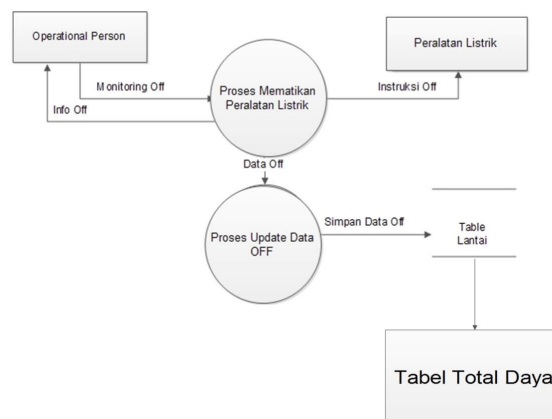 Operational Person
Peralatan Listrik
Monitoring Off
Proses Mematikan
Peralatan Listrik
Instruksi Off
Info Off
Data Off
Proses Update Data
OFF
Simpan Data Off
Table
Lantai
Tabel Total Daya